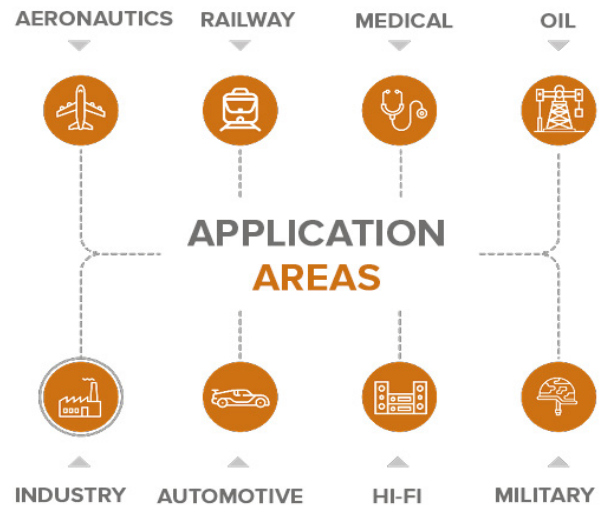 AERONAUTICS
RAILWAY
MEDICAL
OIL
APPLICATION
AREAS
INDUSTRY
AUTOMOTIVE
HI-FI
MILITARY